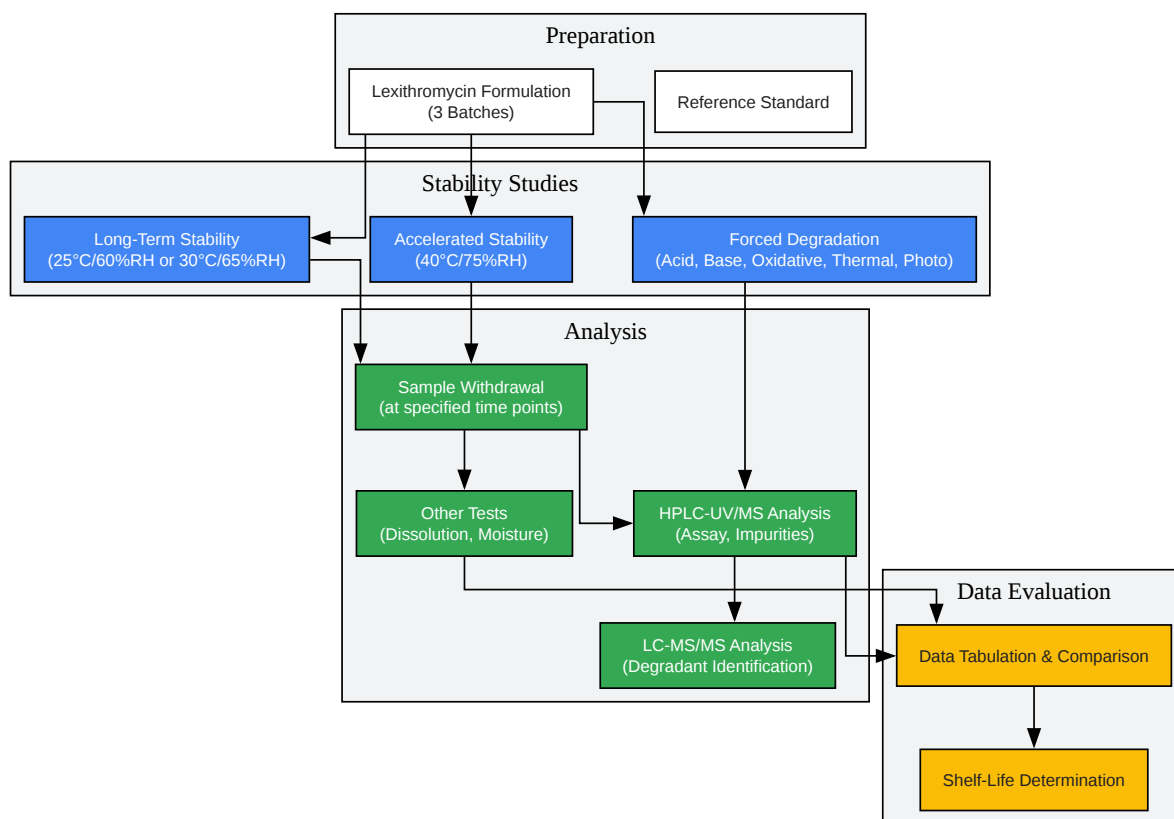 Preparation
Lexithromycin Formulation
(3 Batches)
Reference Standard
Stability Studies
Long-Term Stability
(25°C/60%RH or 30°C/65%RH)
Accelerated Stability
(40°C/75%RH)
Forced Degradation
(Acid, Base, Oxidative, Thermal, Photo)
Analysis
Sample Withdrawal
(at specified time points)
Other Tests
(Dissolution, Moisture)
HPLC-UV/MS Analysis
(Assay, Impurities)
LC-MS/MS Analysis
(Degradant Identification)
Data Evaluation
Data Tabulation & Comparison
Shelf-Life Determination